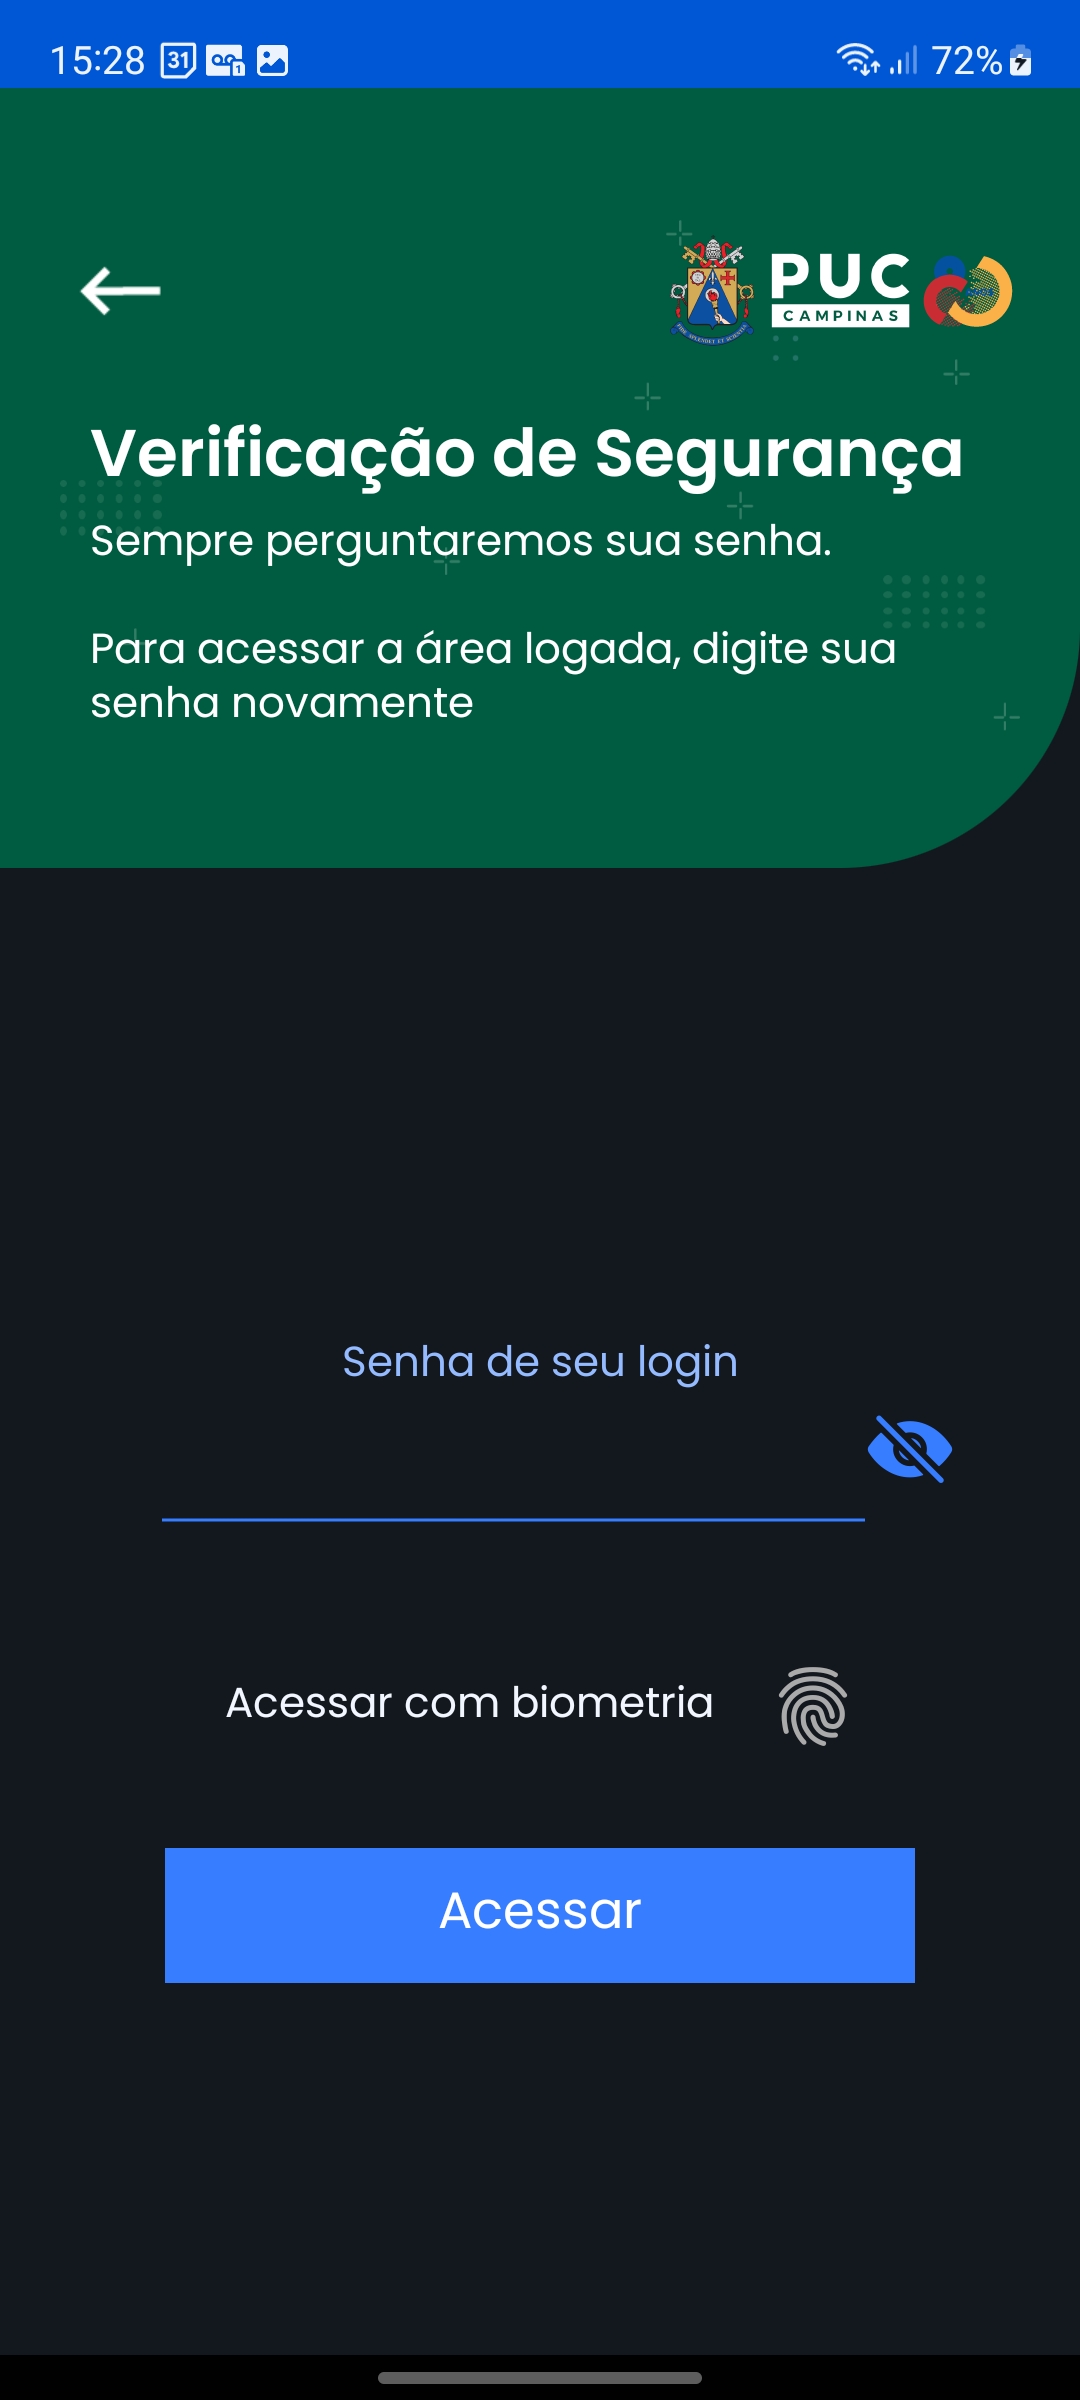 15:28 31 1 72%
PUC
CAMPINAS
Verificação de Segurança
Sempre perguntaremos sua senha.
Para acessar a área logada, digite sua
senha novamente
Senha de seu login
Acessar com biometria
Acessar